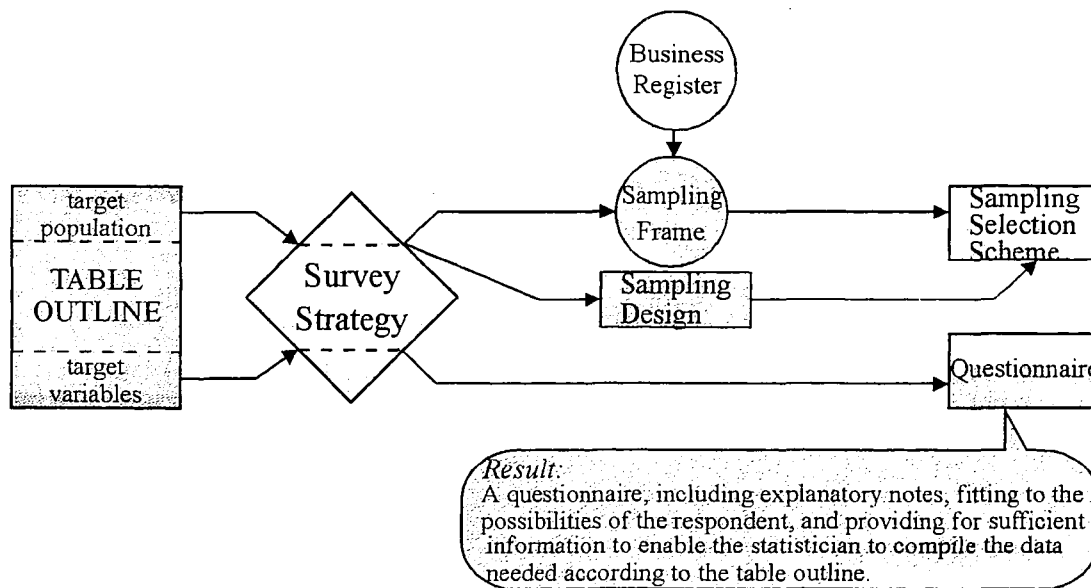 Business
Register
target
population
TABLE
OUTLINE
target
variables
Survey
Strategy
Sampling
Frame
Sampling
Design
Sampling
Selection
Scheme
Questionnaire
Result:
A questionnaire, including explanatory notes, fitting to the
possibilities of the respondent, and providing for sufficient
information to enable the statistician to compile the data
needed according to the table outline.